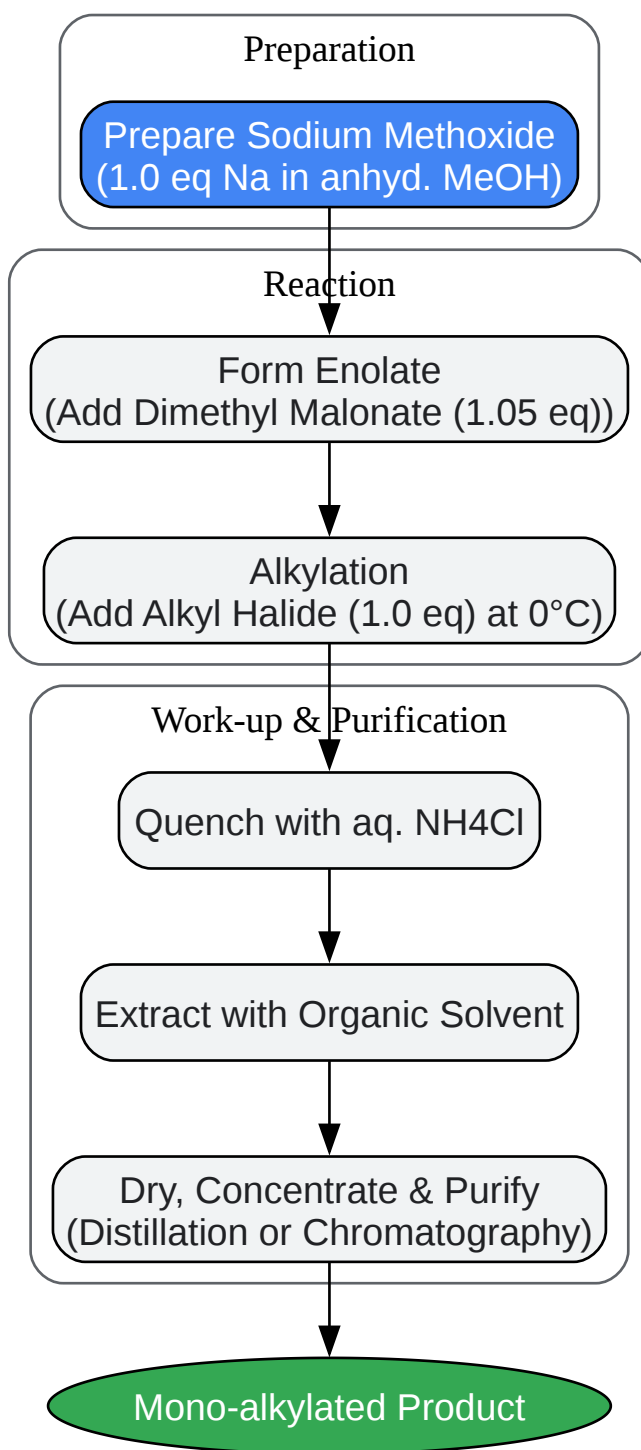 Preparation
Prepare Sodium Methoxide
(1.0 eq Na in anhyd. MeOH)
Reaction
Form Enolate
(Add Dimethyl Malonate (1.05 eq))
Alkylation
(Add Alkyl Halide (1.0 eq) at 0°C)
Work-up & Purification
Quench with aq. NH4Cl
Extract with Organic Solvent
Dry, Concentrate & Purify
(Distillation or Chromatography)
Mono-alkylated Product